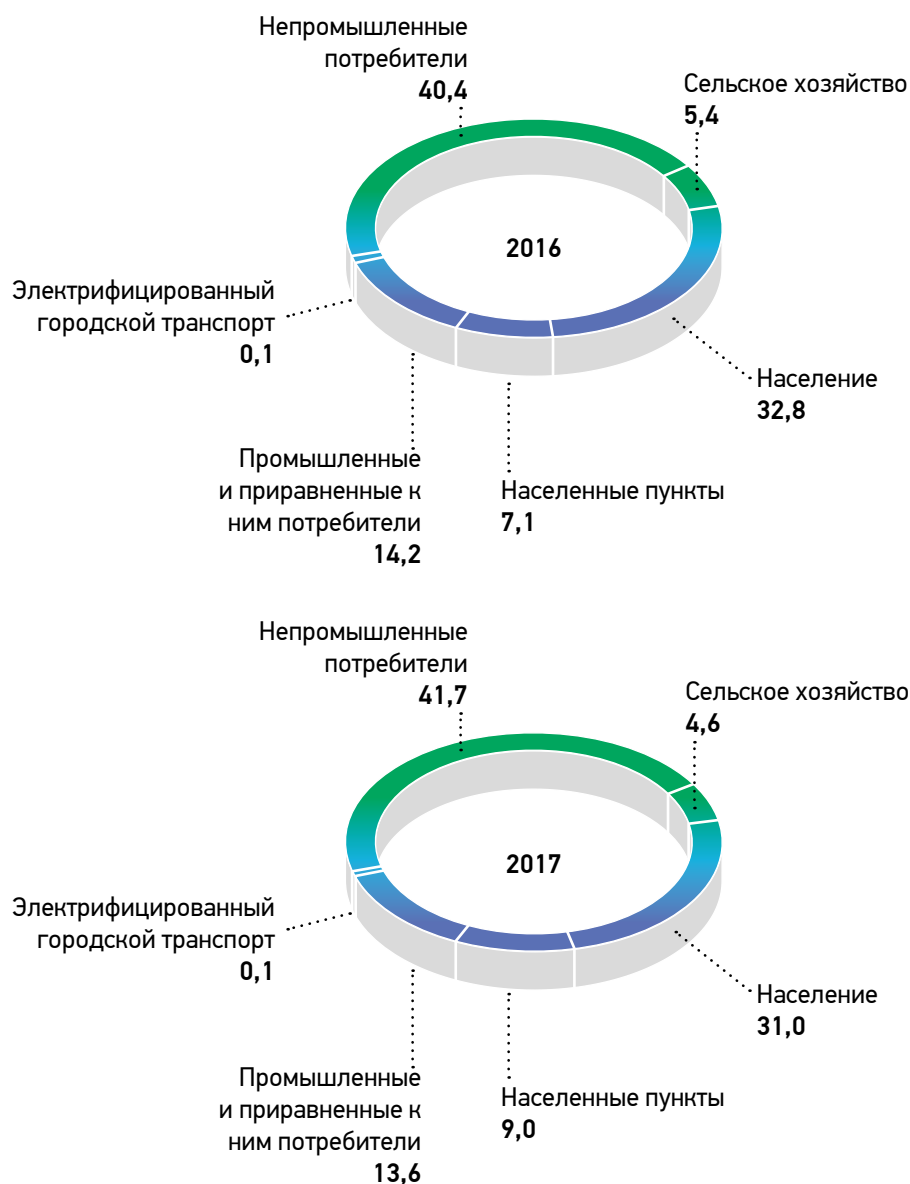 Непромышленные
потребители
40,4
Сельское хозяйство
5,4
2016
Электрифицированный
городской транспорт
0,1
Население
32,8
Промышленные
и приравненные к
ним потребители
14,2
Населенные пункты
7,1
Непромышленные
потребители
41,7
Сельское хозяйство
4,6
2017
Электрифицированный
городской транспорт
0,1
Население
31,0
Промышленные
и приравненные к
ним потребители
13,6
Населенные пункты
9,0